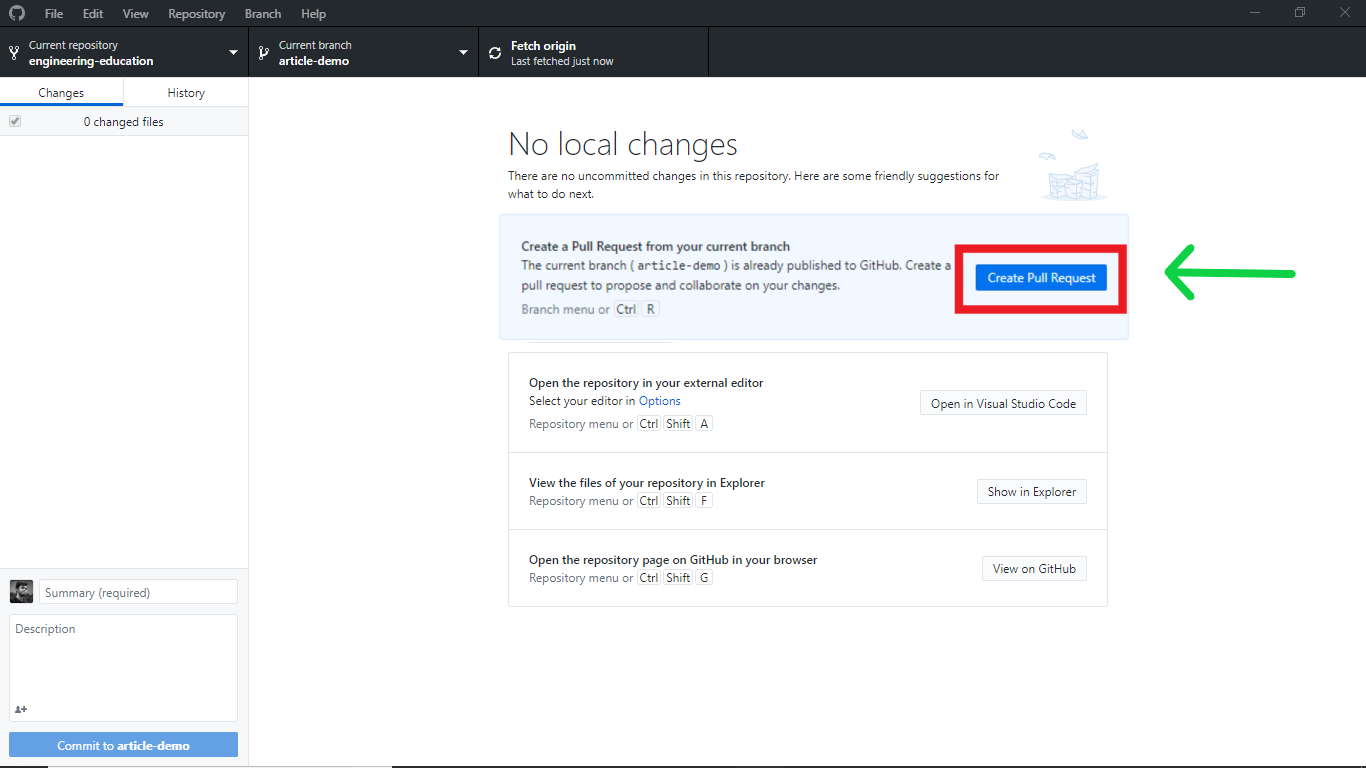 File Edit View Repository Branch Help
Current repository
engineering-education
Current branch
article-demo
Fetch origin
Last fetched just now
Changes History
0 changed files
No local changes
There are no uncommitted changes in this repository. Here are some friendly suggestions for
what to do next.
Create a Pull Request from your current branch
The current branch ( article-demo ) is already published to GitHub. Create a
pull request to propose and collaborate on your changes.
Branch menu or Ctrl R
Create Pull Request
Open the repository in your external editor
Select your editor in Options
Repository menu or Ctrl Shift A
Open in Visual Studio Code
View the files of your repository in Explorer
Repository menu or Ctrl Shift F
Show in Explorer
Open the repository page on GitHub in your browser
Repository menu or Ctrl Shift G
View on GitHub
Summary (required)
Description
Commit to article-demo